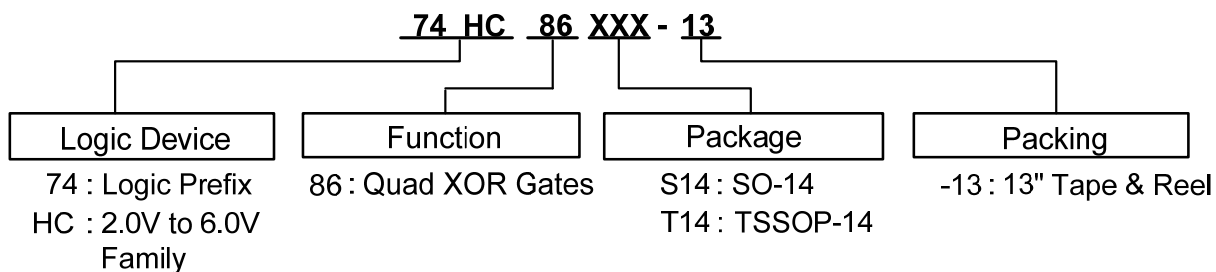 74 HC 86 XXX - 13
Logic Device
74 : Logic Prefix
HC : 2.0V to 6.0V
Family
Function
86 : Quad XOR Gates
Package
S14 : SO-14
T14 : TSSOP-14
Packing
-13 : 13" Tape & Reel